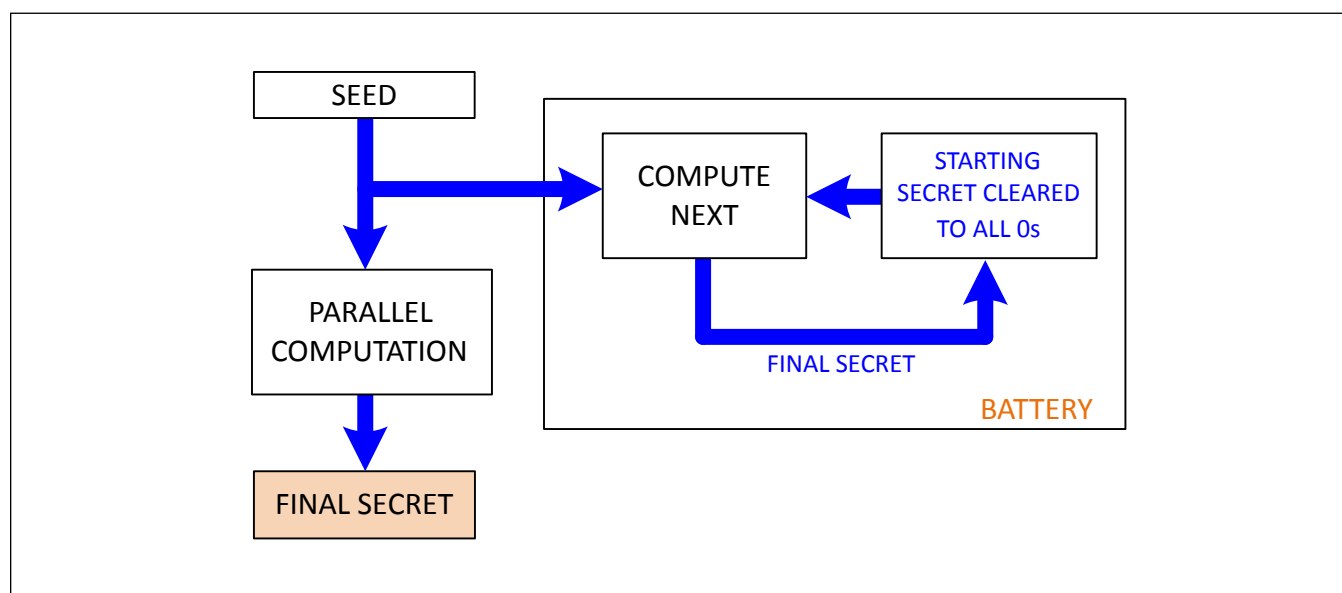 SEED
COMPUTE
NEXT
STARTING
SECRET CLEARED
TO ALL 0s
PARALLEL
COMPUTATION
FINAL SECRET
BATTERY
FINAL SECRET